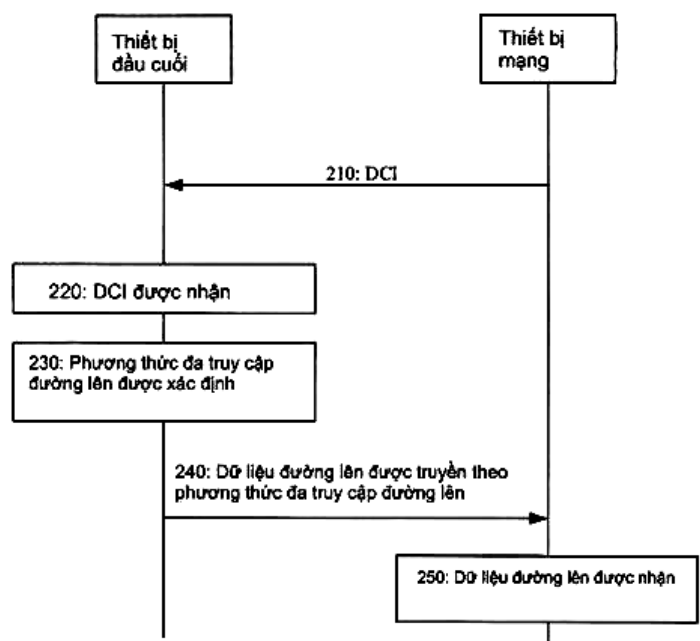 Thiết bị
đầu cuối
Thiết bị
mạng
210: DCI
220: DCI được nhận
230: Phương thức đa truy cập
đường lên được xác định
240: Dữ liệu đường lên được truyền theo
phương thức đa truy cập đường lên
250: Dữ liệu đường lên được nhận